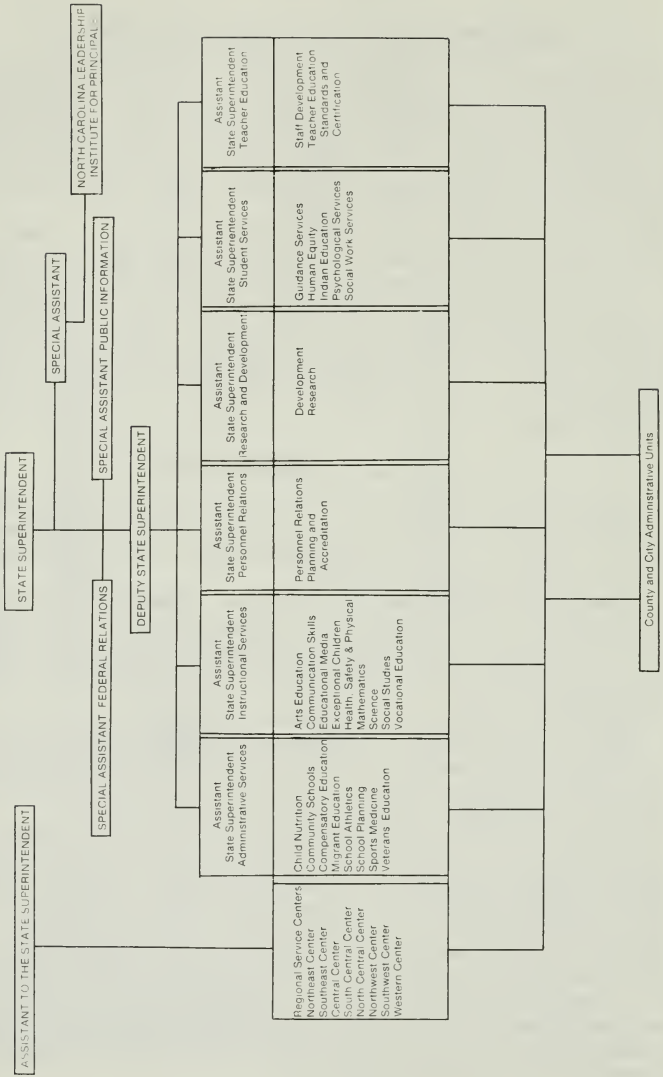 ASSISTANT TO THE STATE SUPERINTENDENT
STATE SUPERINTENDENT
SPECIAL ASSISTANT
NORTH CAROLINA LEADERSHIP
INSTITUTE FOR PRINCIPALS
SPECIAL ASSISTANT FEDERAL RELATIONS
SPECIAL ASSISTANT PUBLIC INFORMATION
DEPUTY STATE SUPERINTENDENT
Assistant
State Superintendent
Administrative Services
Assistant
State Superintendent
Instructional Services
Assistant
State Superintendent
Personnel Relations
Assistant
State Superintendent
Research and Development
Assistant
State Superientendent
Student Services
Assistant
State Superintendent
Teacher Education
Regional Service Centers
Northeast Center
Southeast Center
Central Center
South Central Center
North Central Center
Northwest Center
Southwest Center
Western Center
Child Nutrition
Community Schools
Compensatory Education
Migrant Education
School Athletics
School Planning
Sports Medicine
Veterans Education
Arts Education
Communication Skills
Educational Media
Exceptional Children
Health, Safety & Physical
Mathematics
Science
Social Studies
Vocational Education
Personnel Relations
Planning and
Accreditation
Development
Research
Guidance Services
Human Equity
Indian Education
Psychological Services
Social Work Services
Staff Development
Teacher Education
Standards and
Certification
County and City Administrative Units